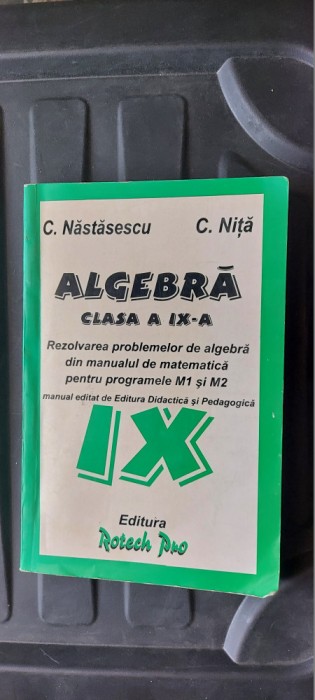 C. Năstăsescu C. Niță
ALGEBRĂ
CLASA A IX-A
Rezolvarea problemelor de algebră
din manualul de matematică
pentru programele M1 și M2
manual editat de Editura Didactică și Pedagogică
IX
Editura
Rotech Pro